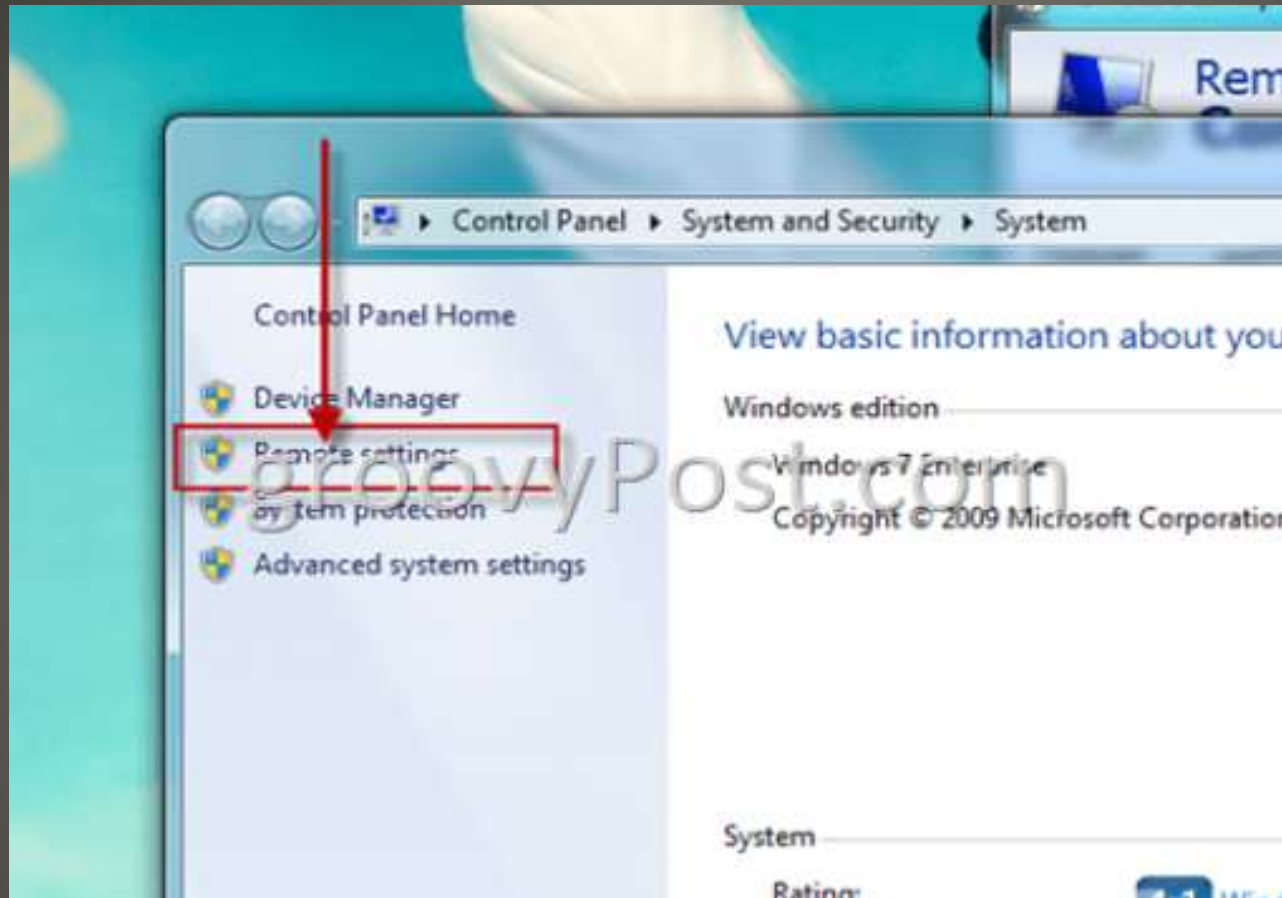 Control Panel ▸ System and Security ▸ System
Control Panel Home
Device Manager
Remote settings
System protection
Advanced system settings
View basic information about you
Windows edition
Windows 7 Enterprise
Copyright © 2009 Microsoft Corporation
groovyPost.com
System
Rating: